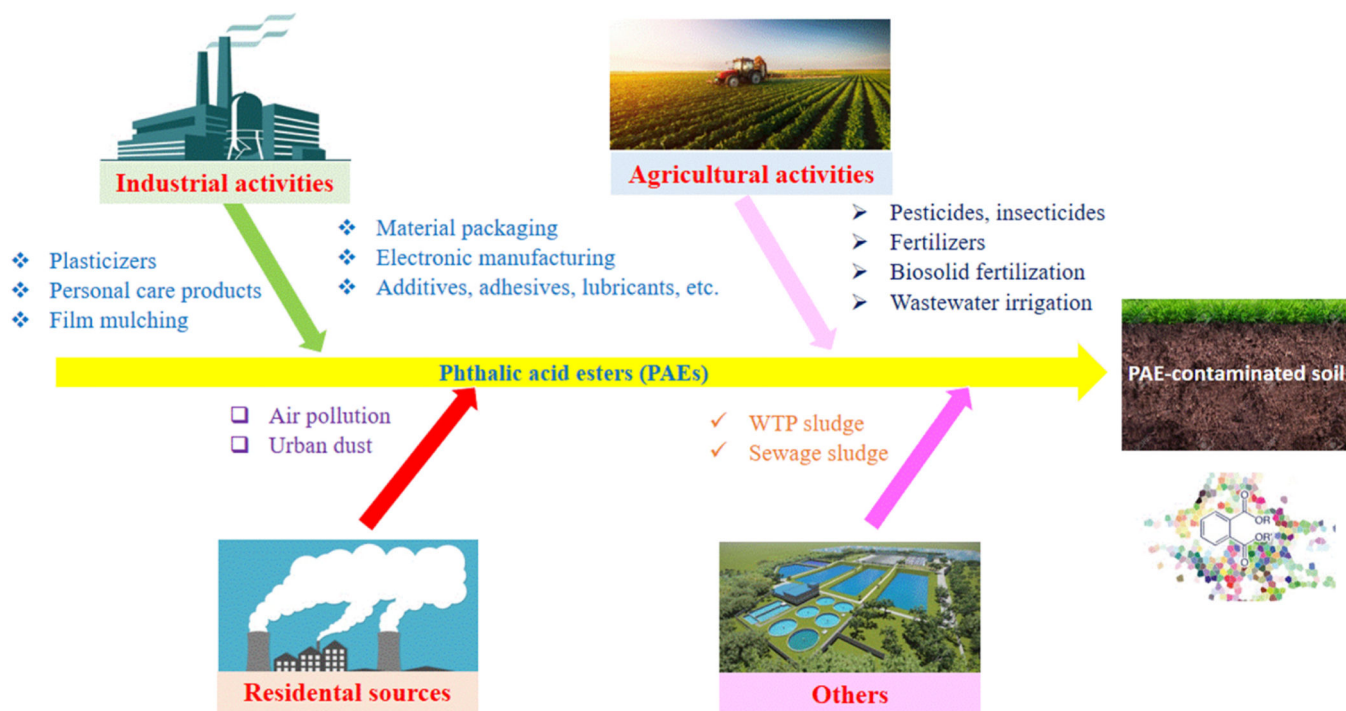 Industrial activities
Agricultural activities
Plasticizers
Personal care products
Film mulching
Material packaging
Electronic manufacturing
Additives, adhesives, lubricants, etc.
Pesticides, insecticides
Fertilizers
Biosolid fertilization
Wastewater irrigation
Phthalic acid esters (PAEs)
PAE-contaminated soil
Air pollution
Urban dust
WTP sludge
Sewage sludge
O
OR
OR'
O
Residental sources
Others